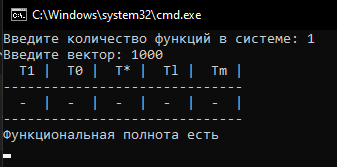 C:\Windows\system32\cmd.exe
Введите количество функций в системе: 1
Введите вектор: 1000
T1 | T0 | T* | Tl | Tm |
------------------------------
- | - | - | - | - |
------------------------------
Функциональная полнота есть